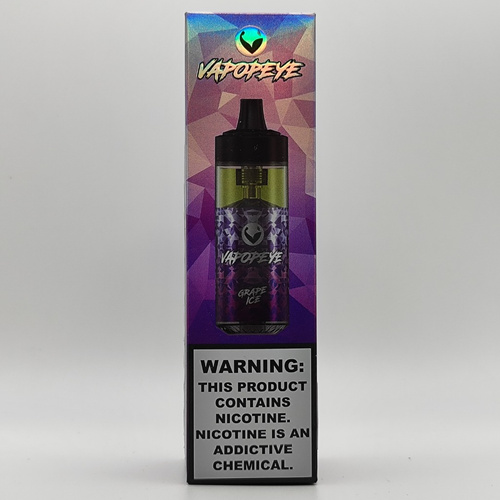 VAPOPEYE
VAPOPEYE
GRAPE
ICE
WARNING:
THIS PRODUCT
CONTAINS
NICOTINE.
NICOTINE IS AN
ADDICTIVE
CHEMICAL.